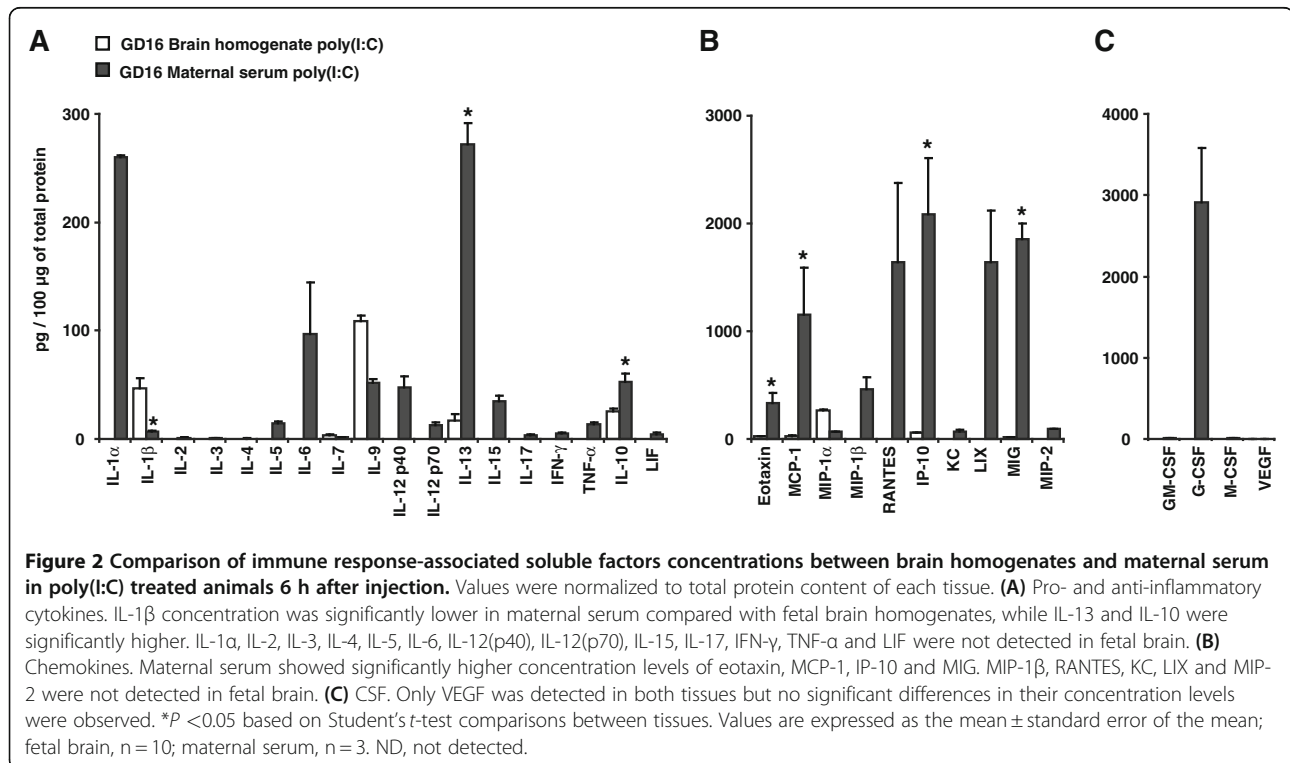 A
B
C
GD16 Brain homogenate poly(I:C)
GD16 Maternal serum poly(I:C)
pg / 100 µg of total protein
300
200
100
0
*
*
*
IL-1α
IL-1β
IL-2
IL-3
IL-4
IL-5
IL-6
IL-7
IL-9
IL-12 p40
IL-12 p70
IL-13
IL-15
IL-17
IFN-γ
TNF-α
IL-10
LIF
3000
2000
1000
0
*
*
*
*
Eotaxin
MCP-1
MIP-1α
MIP-1β
RANTES
IP-10
KC
LIX
MIG
MIP-2
4000
3000
2000
1000
0
GM-CSF
G-CSF
M-CSF
VEGF
Figure 2 Comparison of immune response-associated soluble factors concentrations between brain homogenates and maternal serum
in poly(I:C) treated animals 6 h after injection. Values were normalized to total protein content of each tissue. (A) Pro- and anti-inflammatory
cytokines. IL-1β concentration was significantly lower in maternal serum compared with fetal brain homogenates, while IL-13 and IL-10 were
significantly higher. IL-1α, IL-2, IL-3, IL-4, IL-5, IL-6, IL-12(p40), IL-12(p70), IL-15, IL-17, IFN-γ, TNF-α and LIF were not detected in fetal brain. (B)
Chemokines. Maternal serum showed significantly higher concentration levels of eotaxin, MCP-1, IP-10 and MIG. MIP-1β, RANTES, KC, LIX and MIP-
2 were not detected in fetal brain. (C) CSF. Only VEGF was detected in both tissues but no significant differences in their concentration levels
were observed. *P <0.05 based on Student's t-test comparisons between tissues. Values are expressed as the mean ± standard error of the mean;
fetal brain, n = 10; maternal serum, n = 3. ND, not detected.